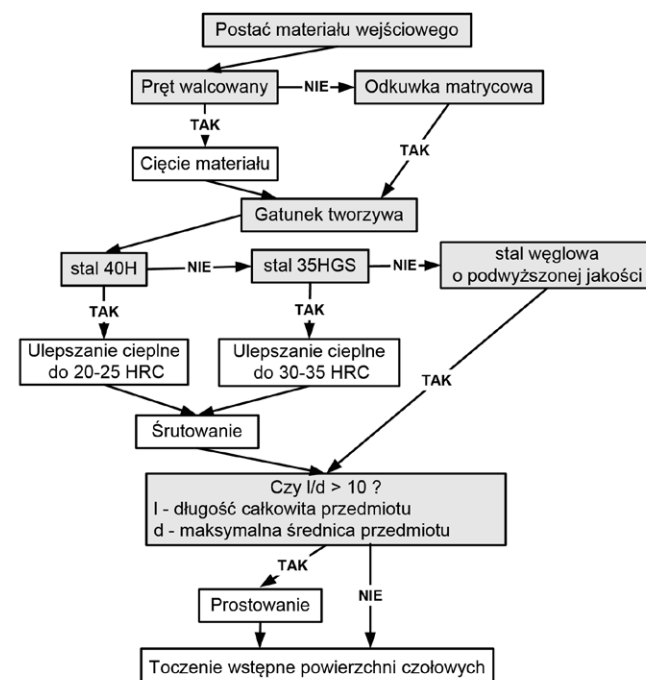 Postać materiału wejściowego
Pręt walcowany
NIE
Odkuwka matrycowa
TAK
TAK
Cięcie materiału
Gatunek tworzywa
stal 40H
NIE
stal 35HGS
NIE
stal węglowa
o podwyższonej jakości
TAK
TAK
Ulepszanie cieplne
do 20-25 HRC
Ulepszanie cieplne
do 30-35 HRC
TAK
Śrutowanie
Czy l/d > 10 ?
l - długość całkowita przedmiotu
d - maksymalna średnica przedmiotu
TAK
NIE
Prostowanie
Toczenie wstępne powierzchni czołowych